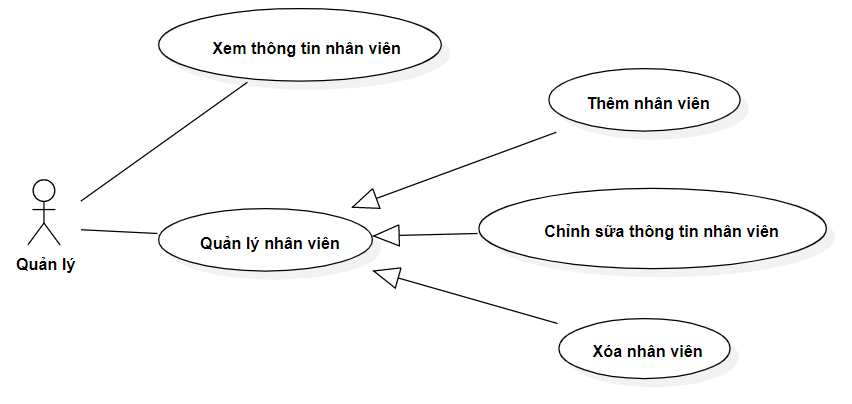 Xem thông tin nhân viên
Thêm nhân viên
Quản lý
Quản lý nhân viên
Chỉnh sữa thông tin nhân viên
Xóa nhân viên